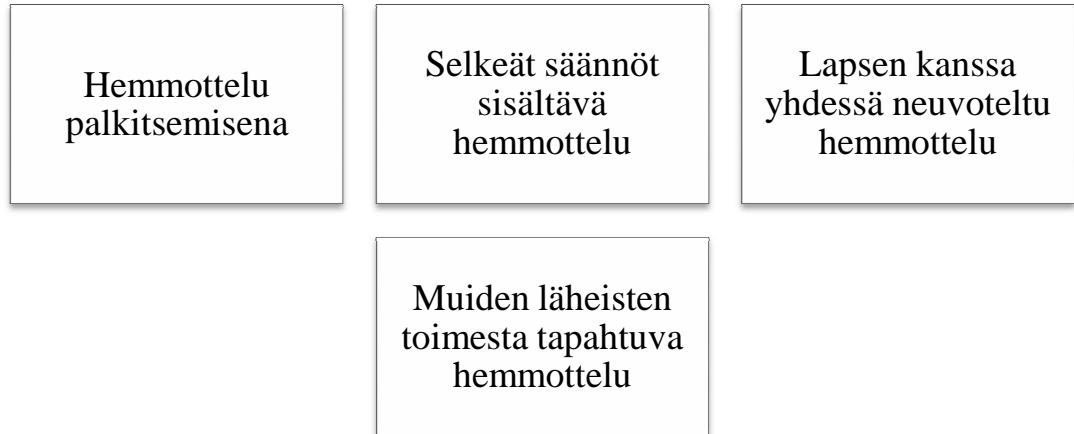 Hemmottelu
palkitsemisena
Selkeät säännöt
sisältävä
hemmottelu
Lapsen kanssa
yhdessä neuvoteltu
hemmottelu
Muiden läheisten
toimesta tapahtuva
hemmottelu